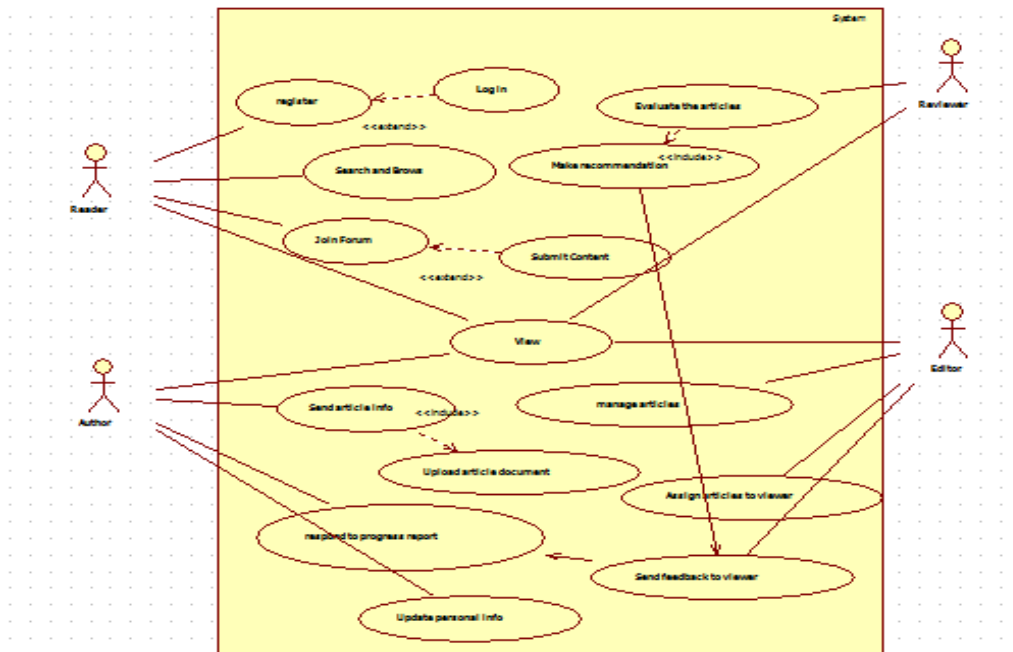 System
register
Log In
Evaluate the articles
Reviewer
<<extend>>
<<include>>
Make recommendation
Search and Brows
Reader
Join Forum
Submit Content
<<extend>>
View
Editor
Send article info
<<include>>
manage articles
Author
Upload article document
Assign articles to viewer
respond to progress report
Send feedback to viewer
Update personal info